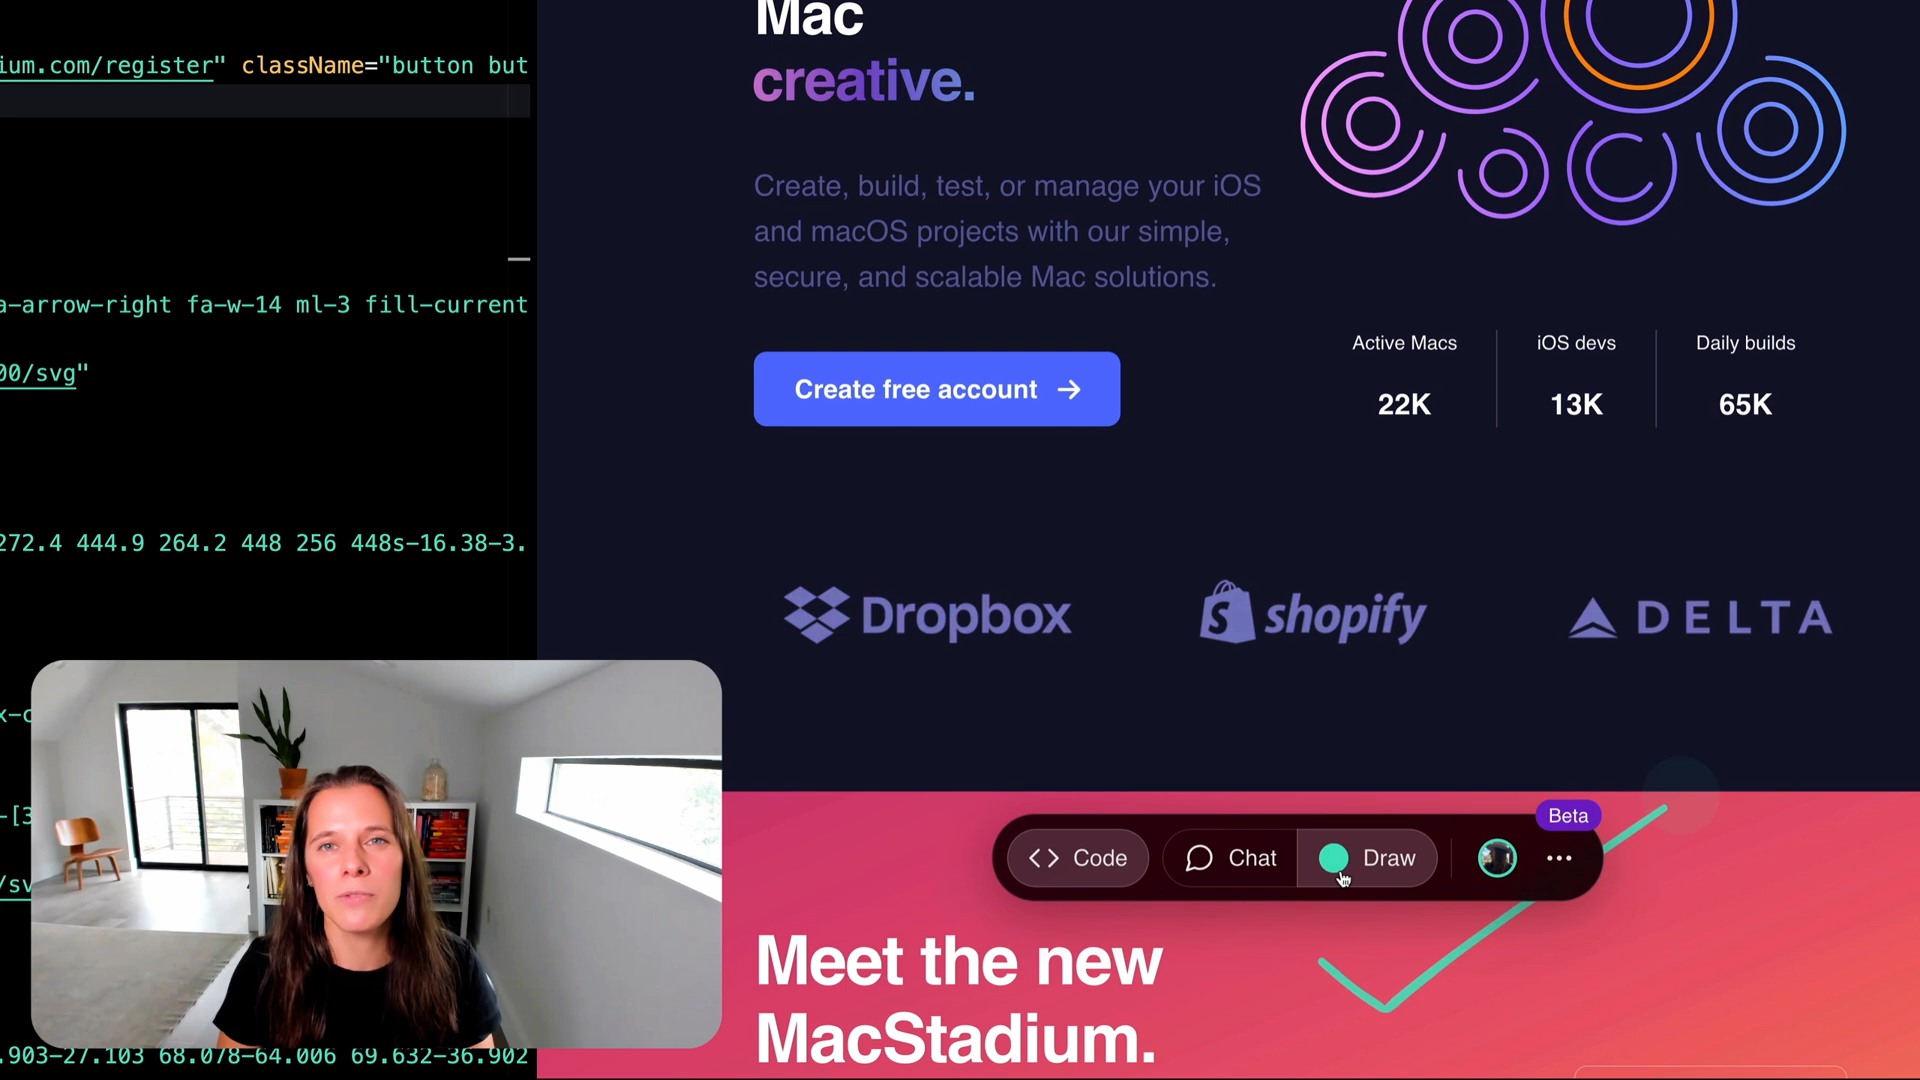 ium.com/register" className="button but
a-arrow-right fa-w-14 ml-3 fill-current
00/svg"
272.4 444.9 264.2 448 256 448s-16.38-3.
x-c
-[3
/sv
.903-27.103 68.078-64.006 69.632-36.902
Mac
creative.
Create, build, test, or manage your iOS
and macOS projects with our simple,
secure, and scalable Mac solutions.
Create free account
Active Macs
22K
iOS devs
13K
Daily builds
65K
Dropbox
shopify
DELTA
Beta
Code
Chat
Draw
Meet the new
MacStadium.